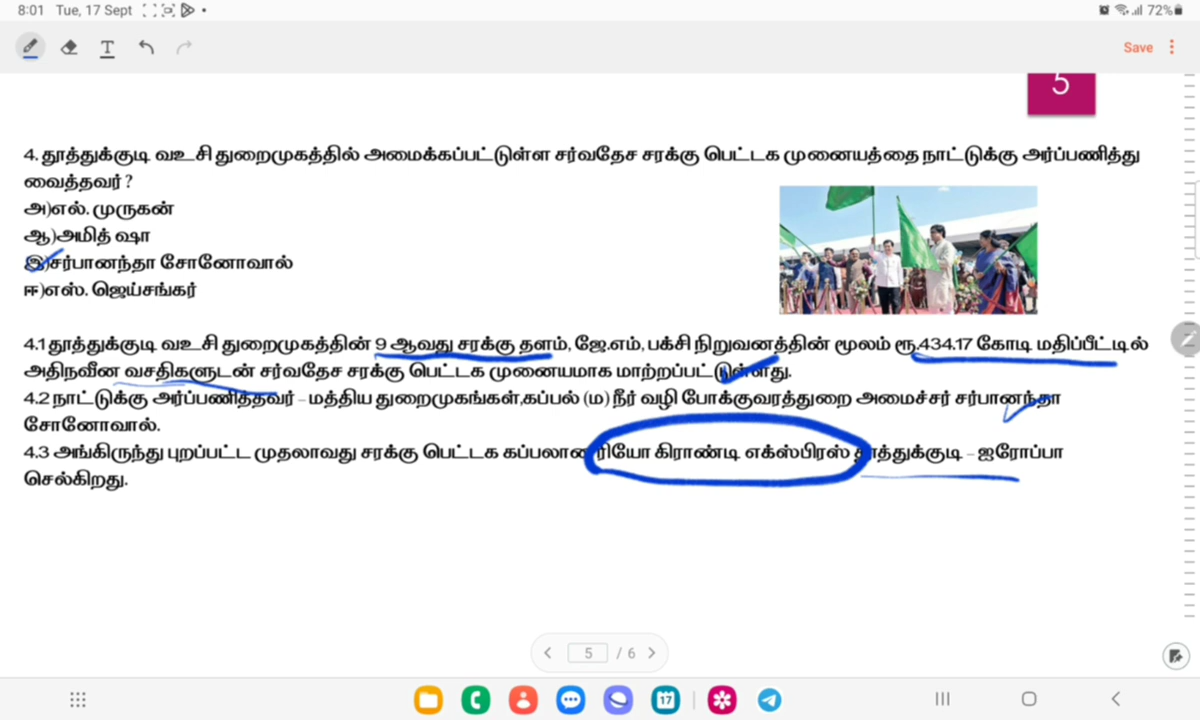 8:01 Tue, 17 Sept
72%
Save
5
4. தூத்துக்குடி வஉசி துறைமுகத்தில் அமைக்கப்பட்டுள்ள சர்வதேச சரக்கு பெட்டக முனையத்தை நாட்டுக்கு அர்ப்பணித்து
வைத்தவர்?
அ)எல். முருகன்
ஆ)அமித் ஷா
இ)சர்பானந்தா சோனோவால்
ஈ)எஸ். ஜெய்சங்கர்
4.1 தூத்துக்குடி வஉசி துறைமுகத்தின் 9 ஆவது சரக்கு தளம், ஜே.எம், பக்சி நிறுவனத்தின் மூலம் ரூ.434.17 கோடி மதிப்பீட்டில்
அதிநவீன வசதிகளுடன் சர்வதேச சரக்கு பெட்டக முனையமாக மாற்றப்பட்டுள்ளது.
4.2 நாட்டுக்கு அர்ப்பணித்தவர் - மத்திய துறைமுகங்கள்,கப்பல் (ம) நீர் வழி போக்குவரத்துறை அமைச்சர் சர்பானந்தா
சோனோவால்.
4.3 அங்கிருந்து புறப்பட்ட முதலாவது சரக்கு பெட்டக கப்பலான ரியோ கிராண்டி எக்ஸ்பிரஸ் தூத்துக்குடி - ஐரோப்பா
செல்கிறது.
5 / 6
17